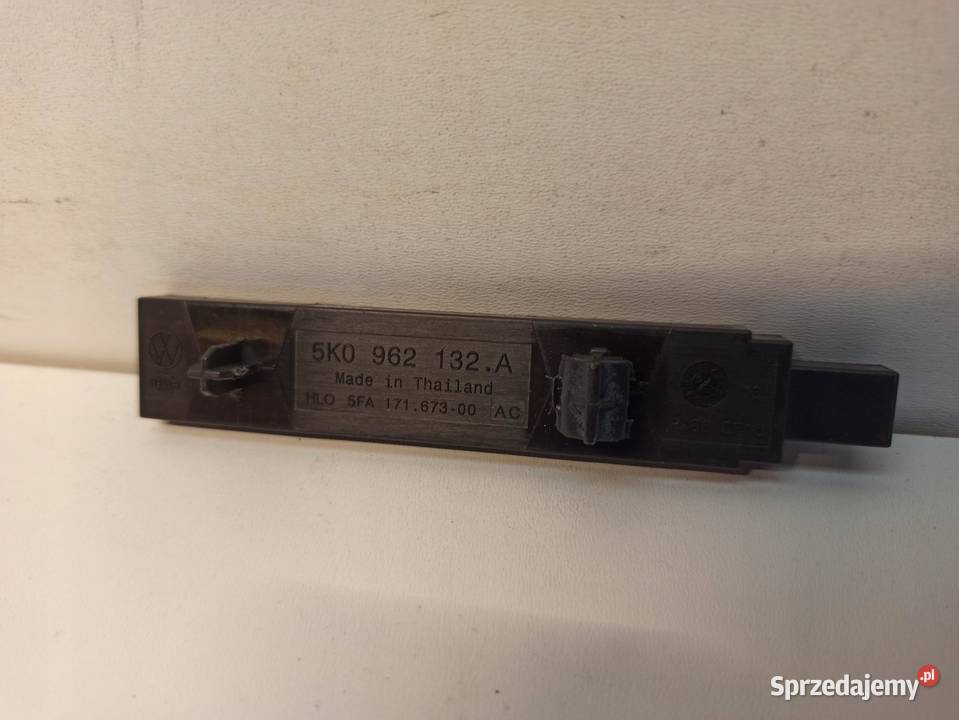 5K0 962 132.A
Made in Thailand
HLO 5FA 171.673-00 AC
Sprzedajemy.pl